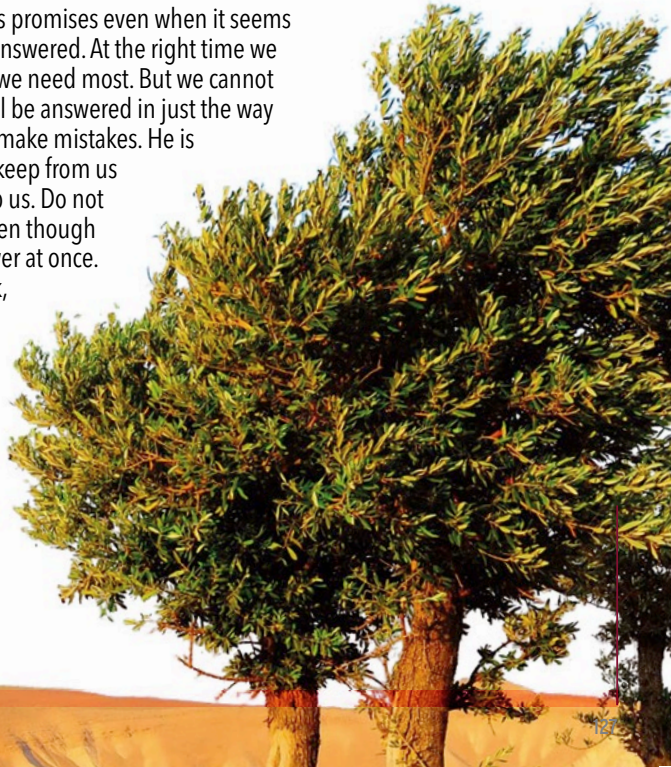 s promises even when it seems
nswered. At the right time we
we need most. But we cannot
l be answered in just the way
make mistakes. He is
keep from us
us. Do not
en though
er at once.
,
127